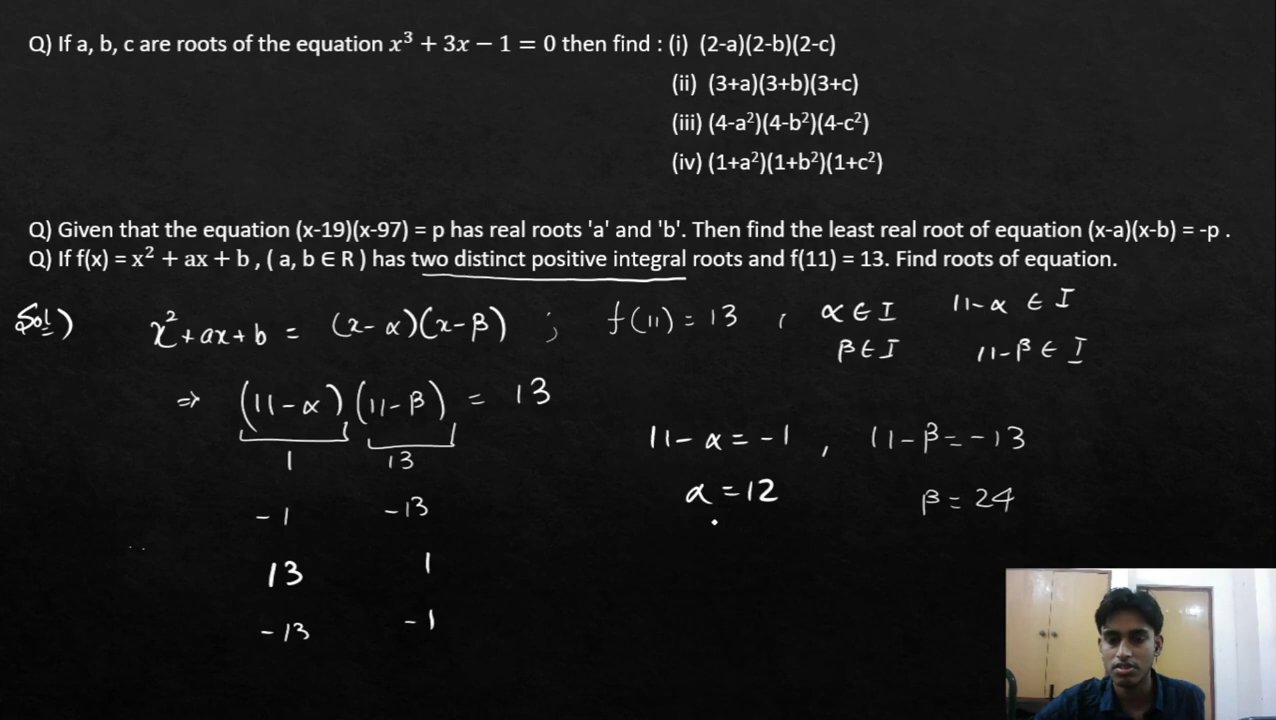 Q) If a, b, c are roots of the equation x³ + 3x − 1 = 0 then find : (i) (2-a)(2-b)(2-c)
(ii) (3+a)(3+b)(3+c)
(iii) (4-a²)(4-b²)(4-c²)
(iv) (1+a²)(1+b²)(1+c²)
Q) Given that the equation (x-19)(x-97) = p has real roots 'a' and 'b'. Then find the least real root of equation (x-a)(x-b) = -p .
Q) If f(x) = x² + ax + b , ( a, b ∈ R ) has two distinct positive integral roots and f(11) = 13. Find roots of equation.
Sol) x² + ax + b = (x - α)(x - β) ; f(11) = 13 , α ∈ I 11 - α ∈ I
β ∈ I 11 - β ∈ I
⇒ (11 - α)(11 - β) = 13
11 - α = -1 , 11 - β = -13
1 13
α = 12 β = 24
-1 -13
13 1
-13 -1